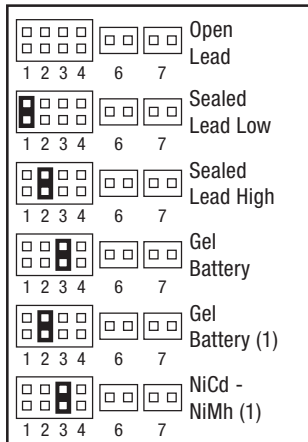 Open
Lead
1 2 3 4 6 7
Sealed
Lead Low
1 2 3 4 6 7
Sealed
Lead High
1 2 3 4 6 7
Gel
Battery
1 2 3 4 6 7
Gel
Battery (1)
1 2 3 4 6 7
NiCd -
NiMh (1)
1 2 3 4 6 7